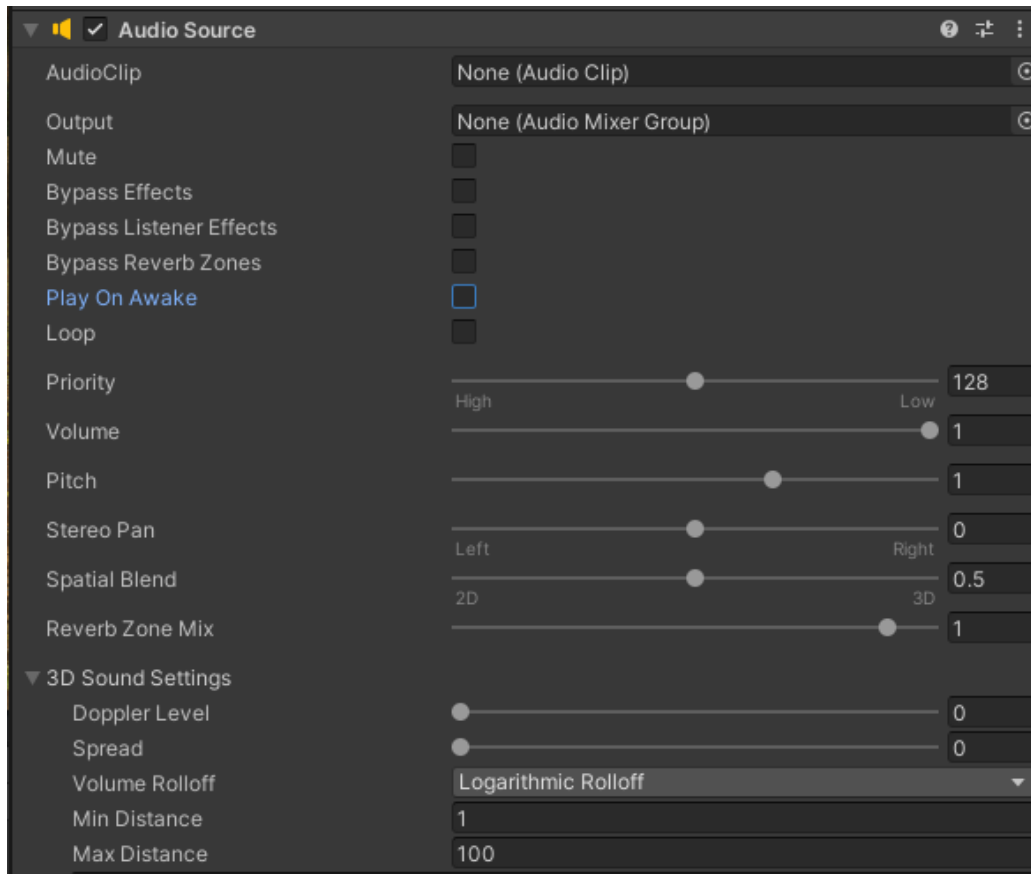 Audio Source
AudioClip None (Audio Clip)
Output None (Audio Mixer Group)
Mute
Bypass Effects
Bypass Listener Effects
Bypass Reverb Zones
Play On Awake
Loop
Priority 128
High Low
Volume 1
Pitch 1
Stereo Pan 0
Left Right
Spatial Blend 0.5
2D 3D
Reverb Zone Mix 1
3D Sound Settings
Doppler Level 0
Spread 0
Volume Rolloff Logarithmic Rolloff
Min Distance 1
Max Distance 100